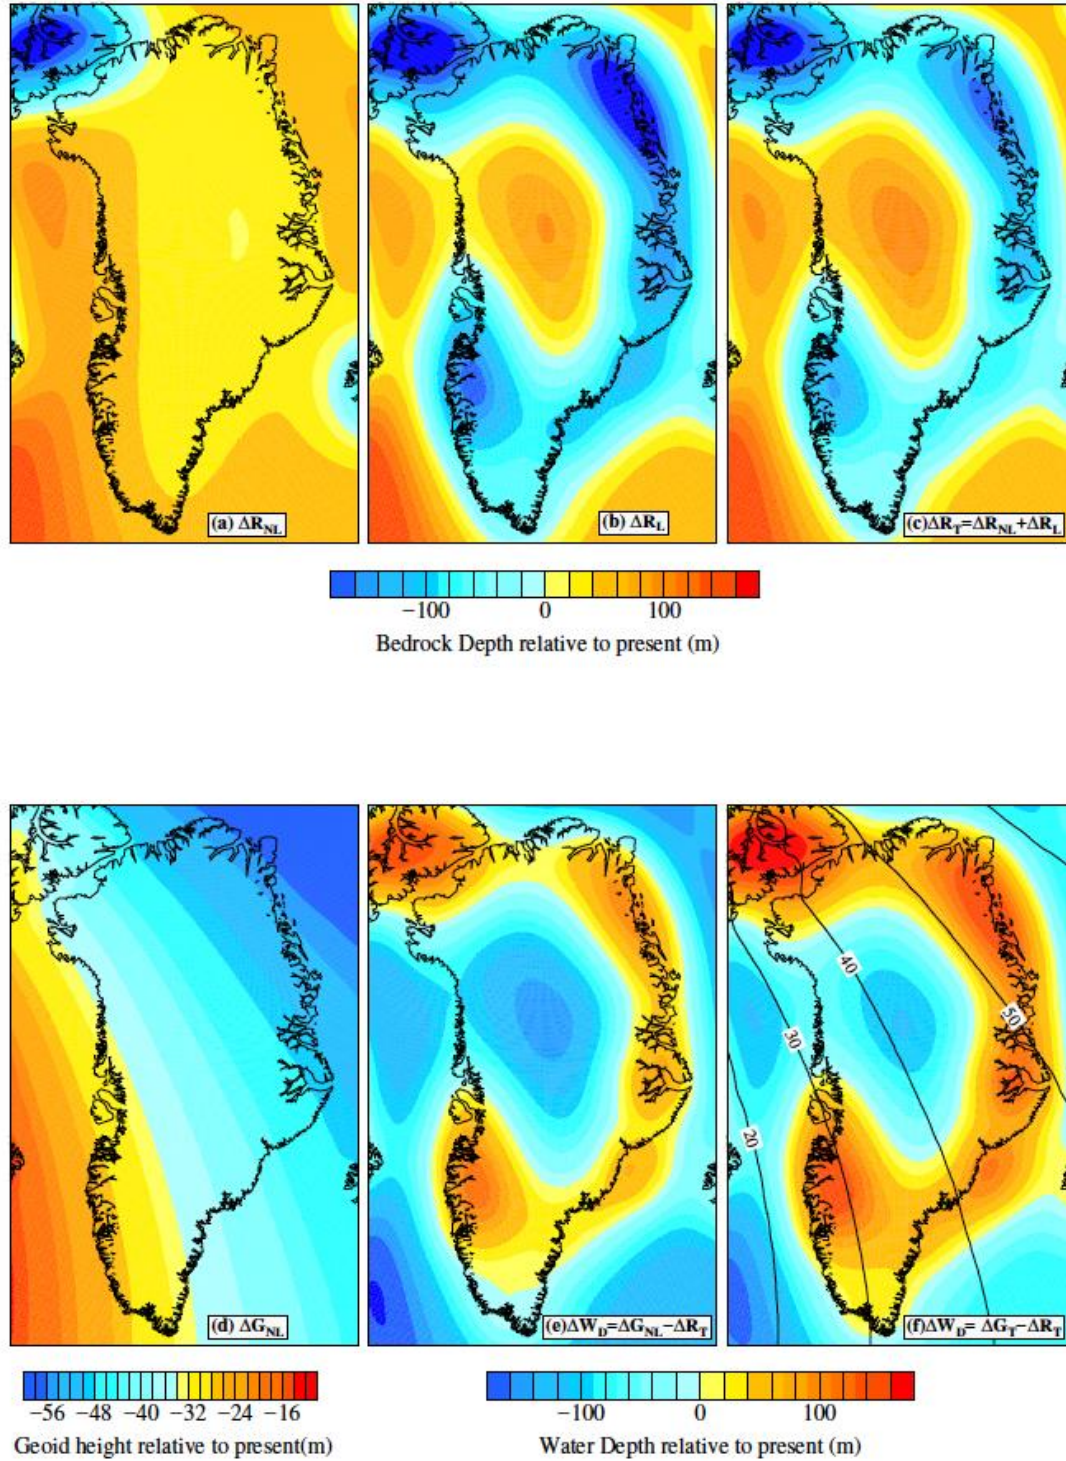 (a) ΔR_NL
(b) ΔR_L
(c)ΔR_T=ΔR_NL+ΔR_L
−100 0 100
Bedrock Depth relative to present (m)
40
50
30
20
(d) ΔG_NL
(e)ΔW_D=ΔG_NL−ΔR_T
(f)ΔW_D= ΔG_T−ΔR_T
−56 −48 −40 −32 −24 −16
−100 0 100
Geoid height relative to present(m)
Water Depth relative to present (m)